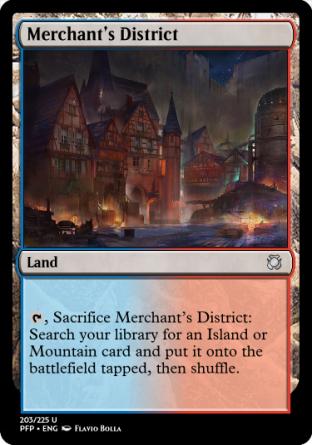 Merchant's District
Land
, Sacrifice Merchant's District:
Search your library for an Island or
Mountain card and put it onto the
battlefield tapped, then shuffle.
203/225 U
PFP • ENG Flavio Bolla